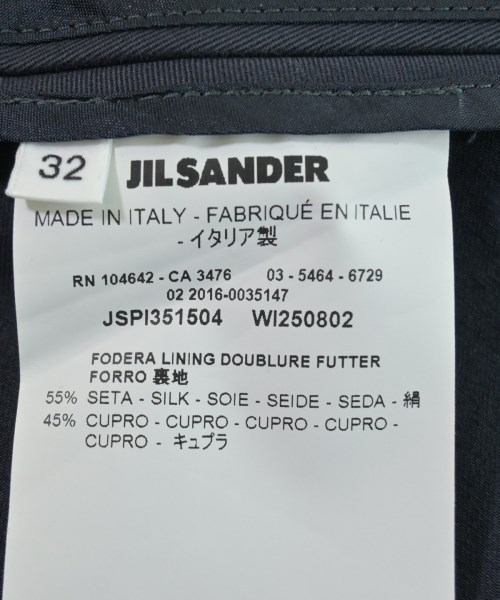 32
JIL SANDER
MADE IN ITALY - FABRIQUÉ EN ITALIE
- イタリア製
RN 104642 - CA 3476 03 - 5464 - 6729
02 2016-0035147
JSPI351504 WI250802
FODERA LINING DOUBLURE FUTTER
FORRO 裏地
55% SETA - SILK - SOIE - SEIDE - SEDA - 絹
45% CUPRO - CUPRO - CUPRO - CUPRO -
CUPRO - キュプラ